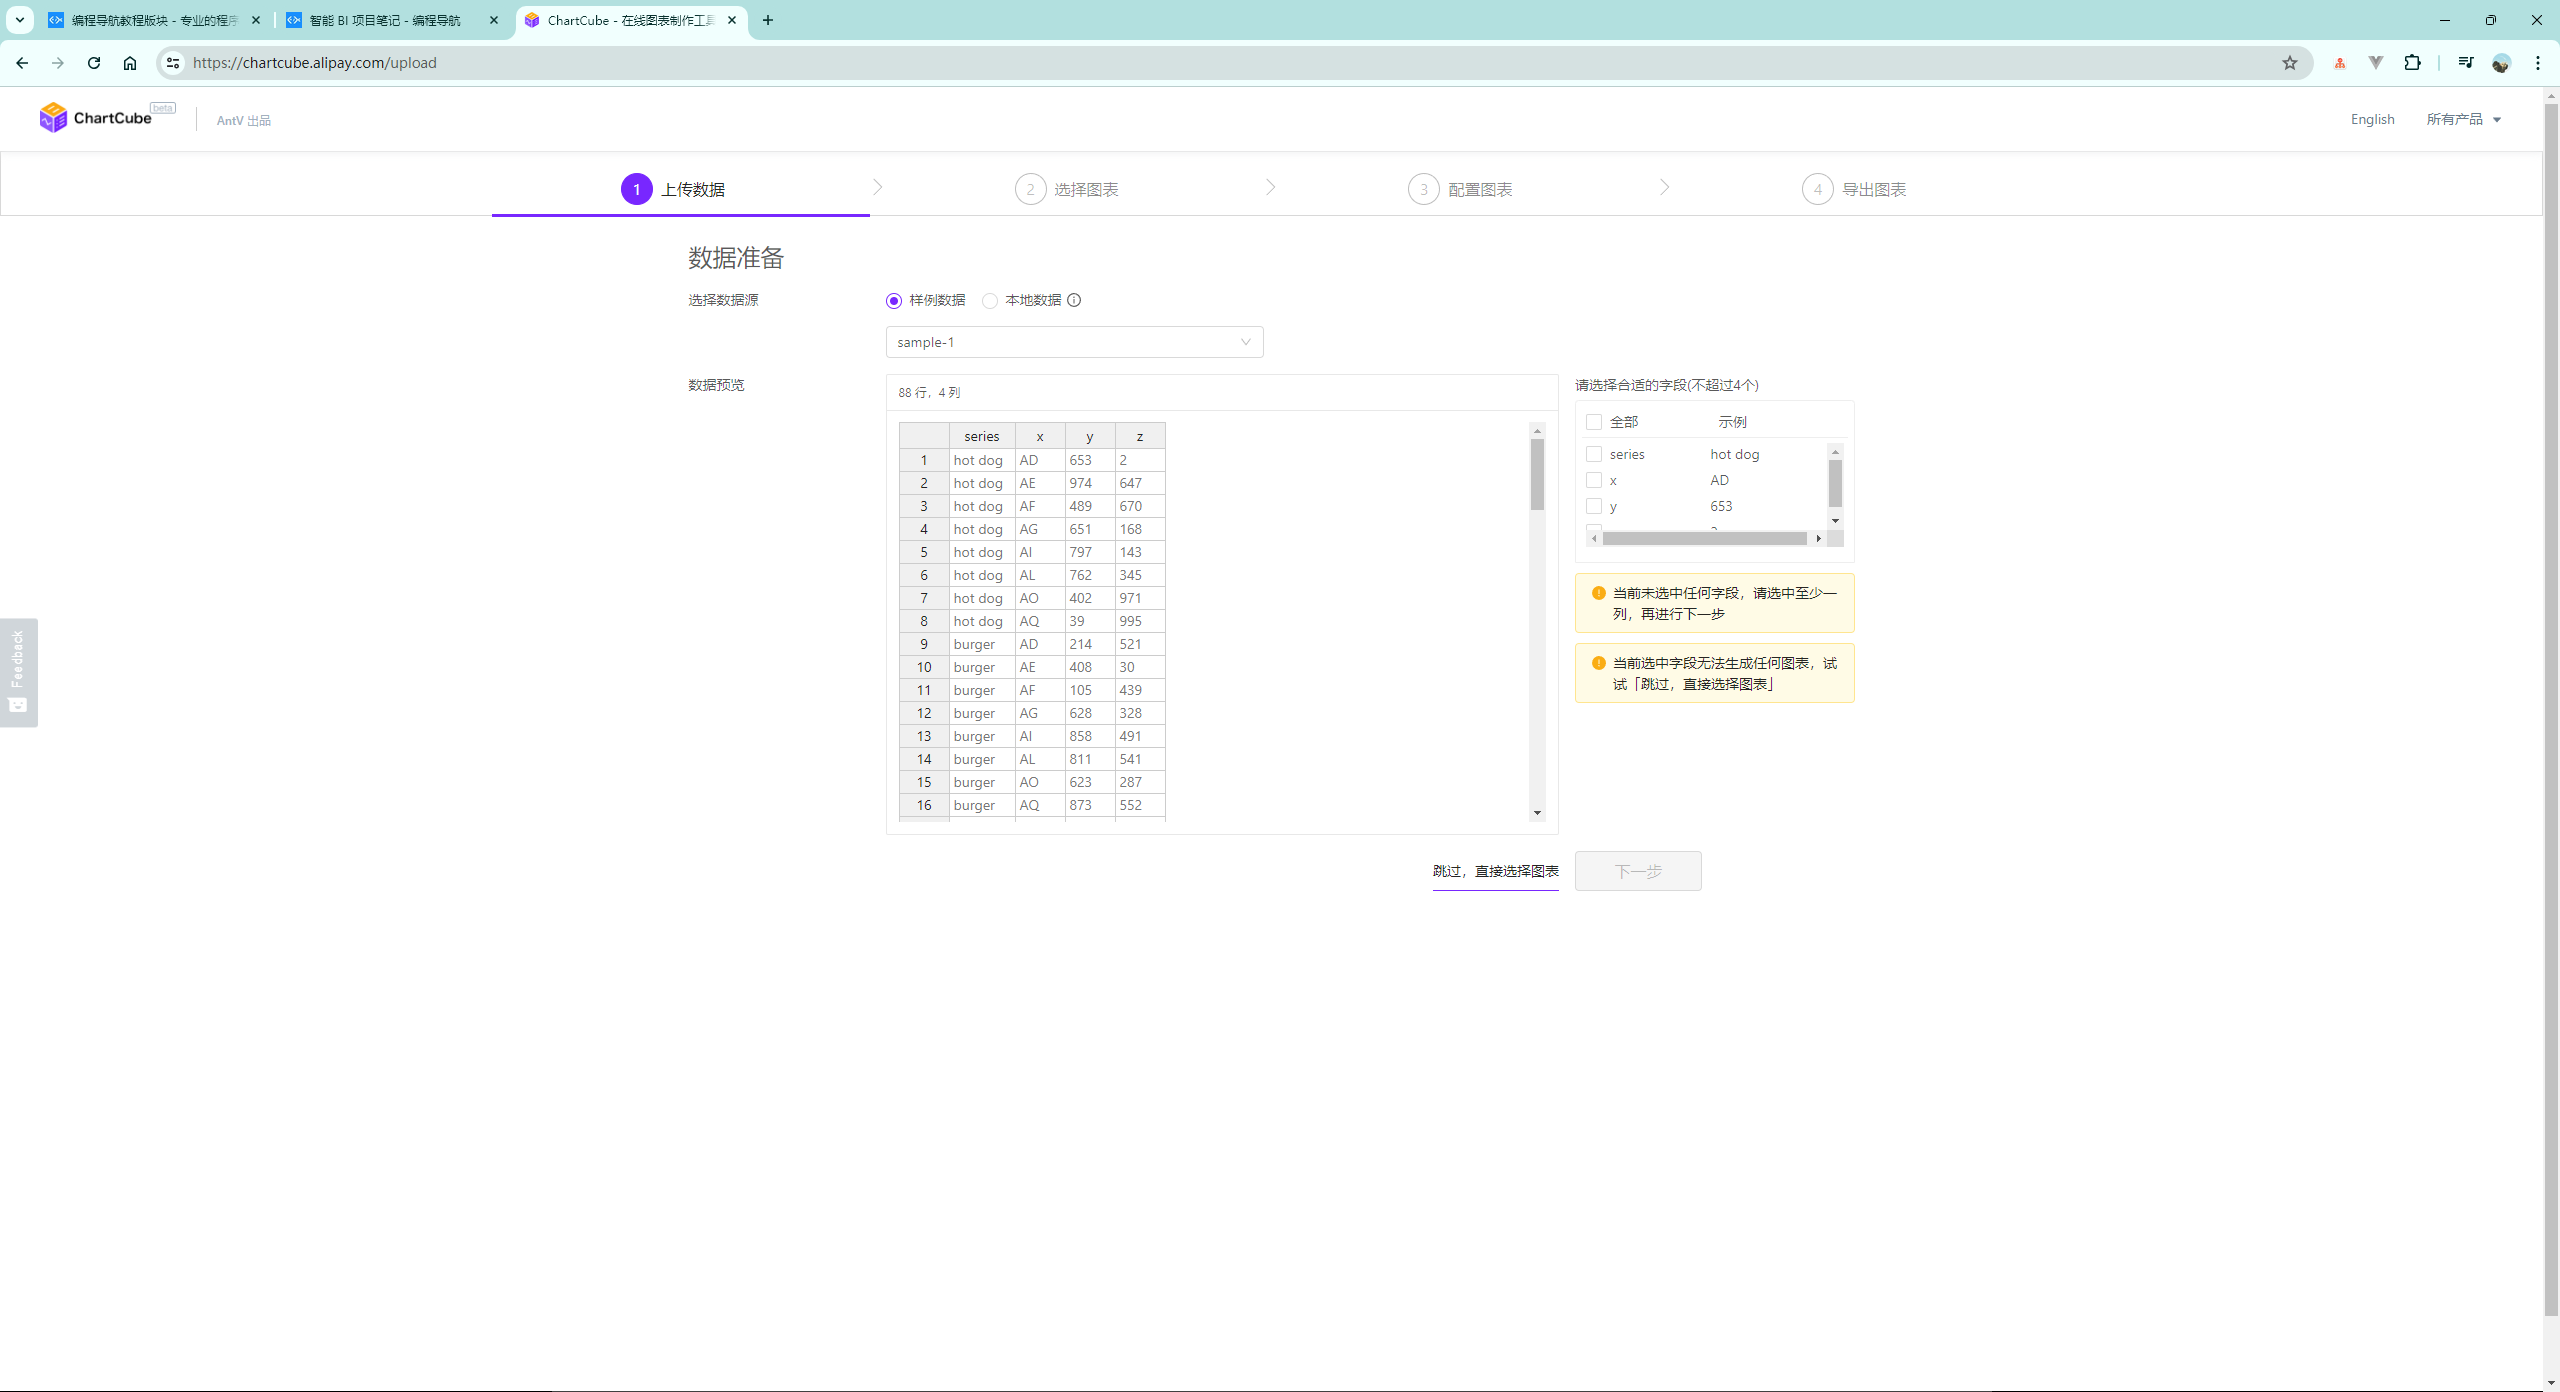 编程导航教程版块 - 专业的程序
智能 BI 项目笔记 - 编程导航
ChartCube - 在线图表制作工具
https://chartcube.alipay.com/upload
ChartCube beta
AntV 出品
English 所有产品
1 上传数据 2 选择图表 3 配置图表 4 导出图表
数据准备
选择数据源 样例数据 本地数据
sample-1
数据预览
88 行，4 列
series x y z
1 hot dog AD 653 2
2 hot dog AE 974 647
3 hot dog AF 489 670
4 hot dog AG 651 168
5 hot dog AI 797 143
6 hot dog AL 762 345
7 hot dog AO 402 971
8 hot dog AQ 39 995
9 burger AD 214 521
10 burger AE 408 30
11 burger AF 105 439
12 burger AG 628 328
13 burger AI 858 491
14 burger AL 811 541
15 burger AO 623 287
16 burger AQ 873 552
请选择合适的字段(不超过4个)
全部 示例
series hot dog
x AD
y 653
当前未选中任何字段，请选中至少一
列，再进行下一步
当前选中字段无法生成任何图表，试
试「跳过，直接选择图表」
跳过，直接选择图表
下一步
Feedback